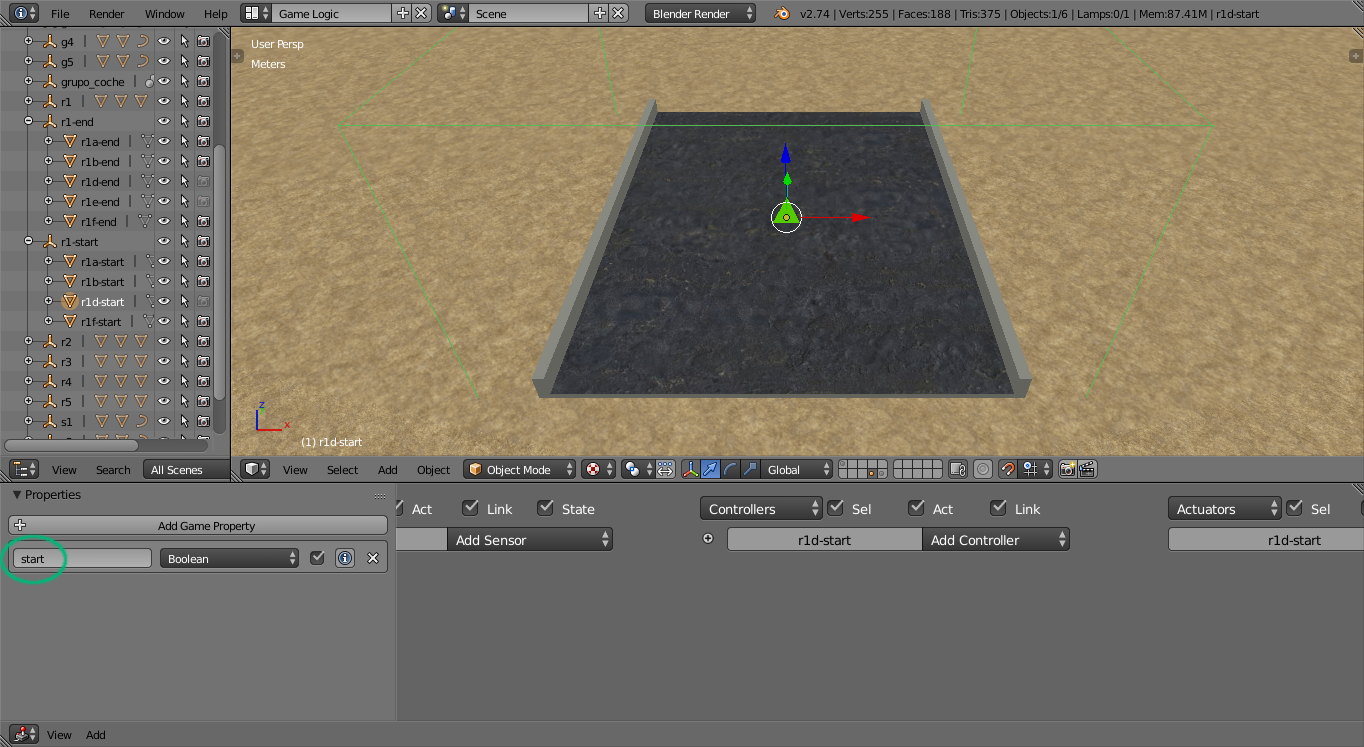 File Render Window Help Game Logic Scene Blender Render v2.74 | Verts:255 | Faces:188 | Tris:375 | Objects:1/6 | Lamps:0/1 | Mem:87.41M | r1d-start
g4
g5
grupo_coche
r1
r1-end
r1a-end
r1b-end
r1d-end
r1e-end
r1f-end
r1-start
r1a-start
r1b-start
r1d-start
r1f-start
r2
r3
r4
r5
s1
View Search All Scenes
User Persp
Meters
z
x
(1) r1d-start
View Select Add Object Object Mode Global
Properties
Add Game Property
start Boolean
Act Link State Controllers Sel Act Link Actuators Sel
Add Sensor r1d-start Add Controller r1d-start
View Add